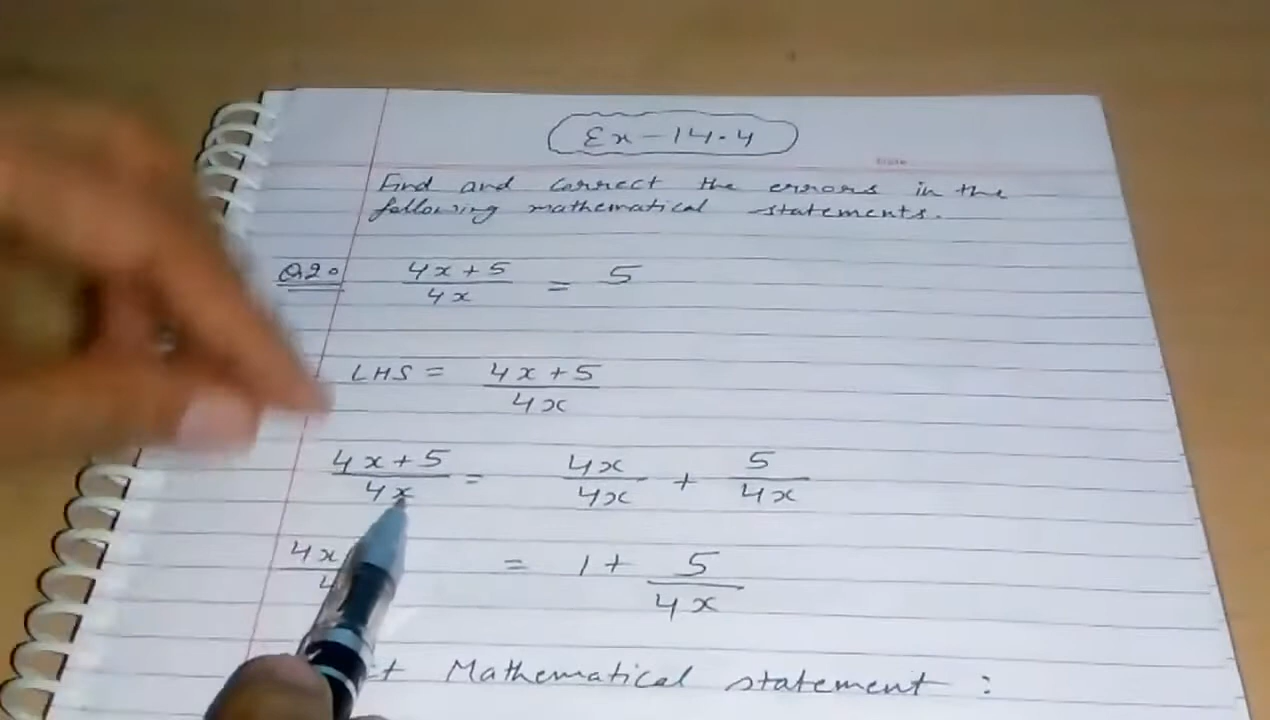 Ex-14.4
Find and correct the errors in the
following mathematical statements.
Q20 (4x+5)/4x = 5
LHS = (4x+5)/4x
(4x+5)/4x = 4x/4x + 5/4x
4x = 1 + 5/4x
Mathematical statement :